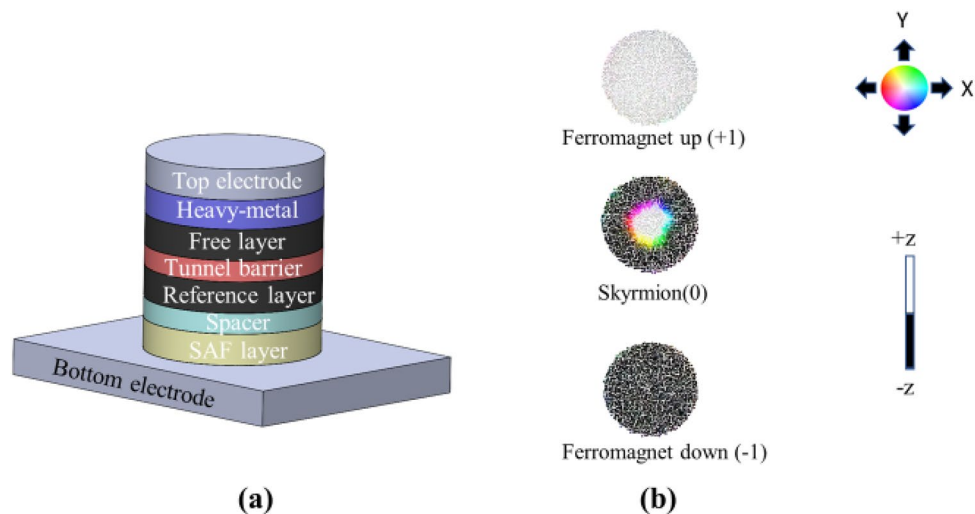 Top electrode
Heavy-metal
Free layer
Tunnel barrier
Reference layer
Spacer
SAF layer
Bottom electrode
(a)
Ferromagnet up (+1)
Skyrmion(0)
Ferromagnet down (-1)
(b)
Y
X
+z
-z